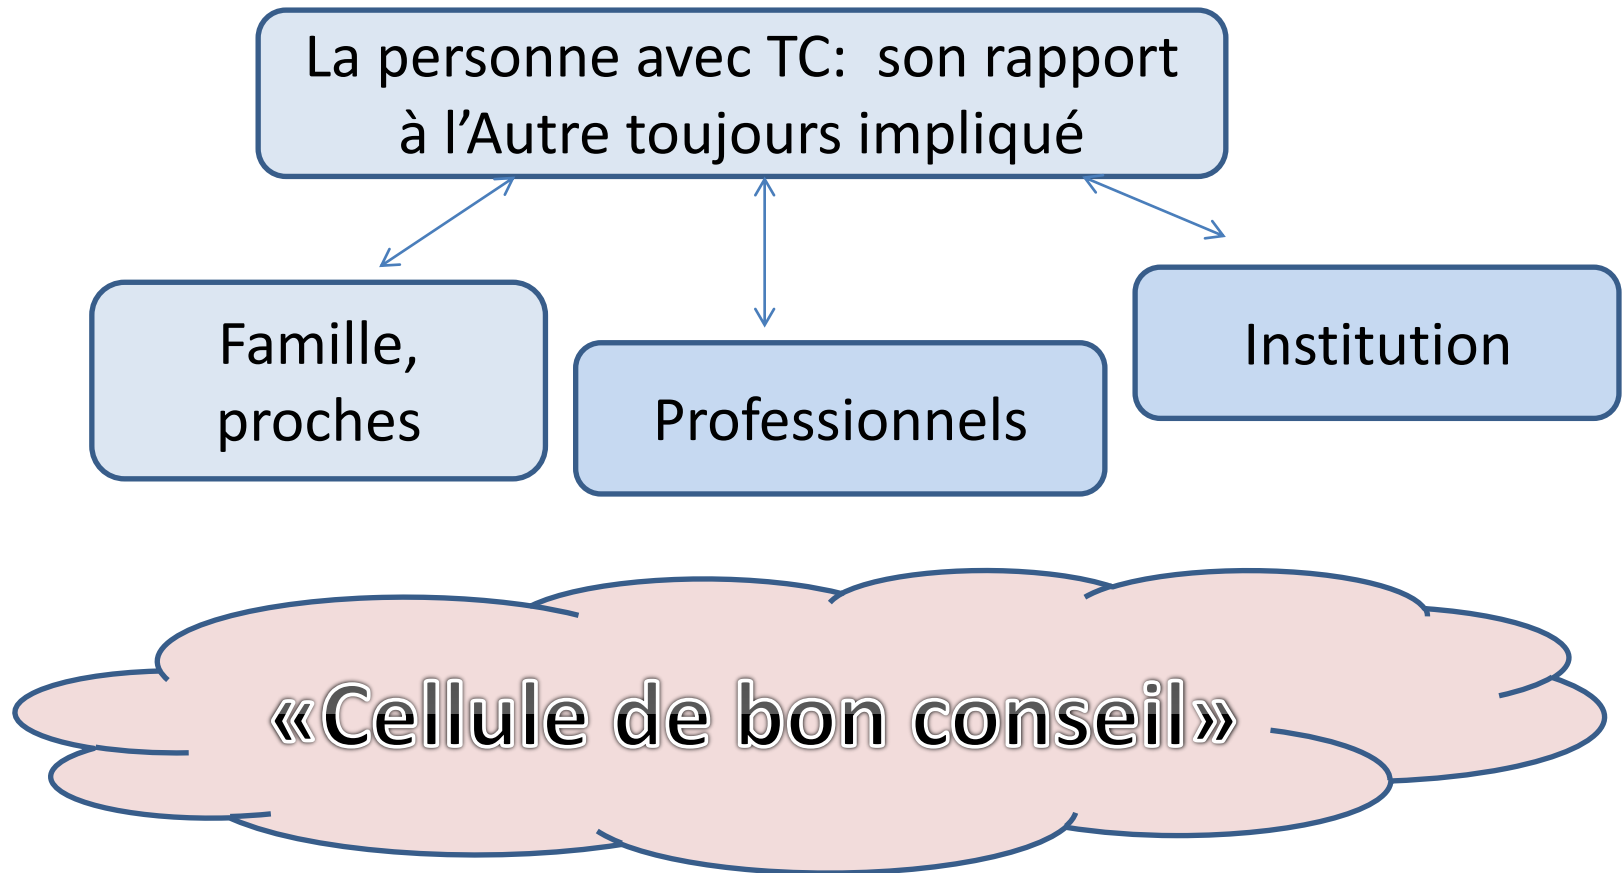 La personne avec TC:  son rapport
à l’Autre toujours impliqué
Famille,
proches
Professionnels
Institution
«Cellule de bon conseil»